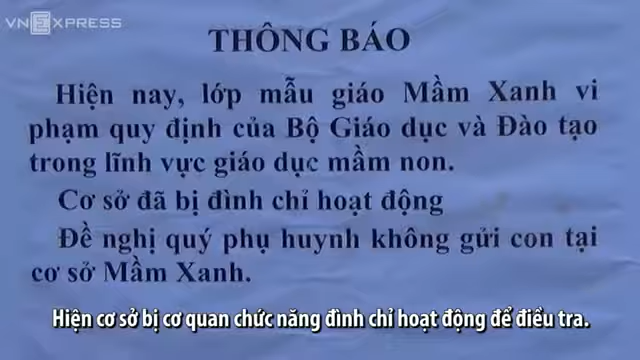 VNEXPRESS
THÔNG BÁO
Hiện nay, lớp mẫu giáo Mầm Xanh vi
phạm quy định của Bộ Giáo dục và Đào tạo
trong lĩnh vực giáo dục mầm non.
Cơ sở đã bị đình chỉ hoạt động
Đề nghị quý phụ huynh không gửi con tại
cơ sở Mầm Xanh.
Hiện cơ sở bị cơ quan chức năng đình chỉ hoạt động để điều tra.